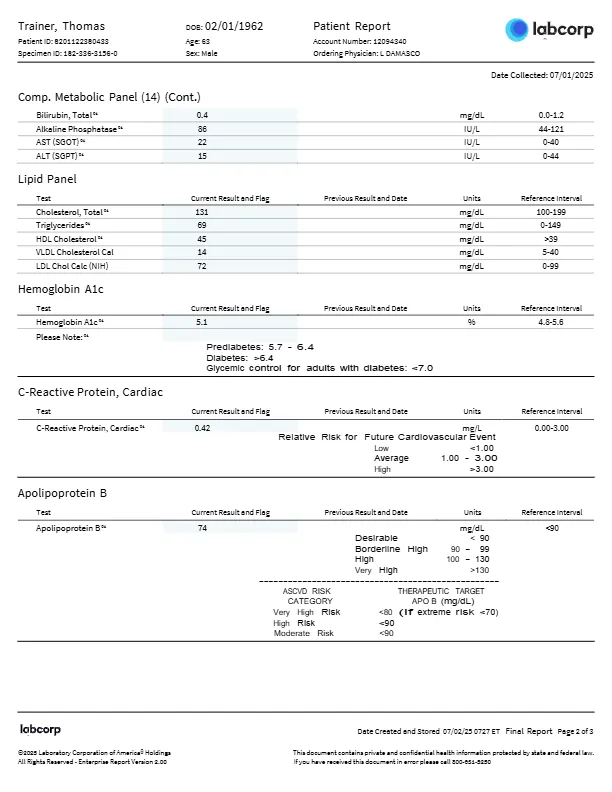 Trainer, Thomas DOB: 02/01/1962 Patient Report labcorp
Patient ID: 8201122380433 Age: 63 Account Number: 12094340
Specimen ID: 182-336-3156-0 Sex: Male Ordering Physician: L DAMASCO
Date Collected: 07/01/2025
Comp. Metabolic Panel (14) (Cont.)
Bilirubin, Total 01 0.4 mg/dL 0.0-1.2
Alkaline Phosphatase 01 86 IU/L 44-121
AST (SGOT) 01 22 IU/L 0-40
ALT (SGPT) 01 15 IU/L 0-44
Lipid Panel
Test Current Result and Flag Previous Result and Date Units Reference Interval
Cholesterol, Total 01 131 mg/dL 100-199
Triglycerides 01 69 mg/dL 0-149
HDL Cholesterol 01 45 mg/dL >39
VLDL Cholesterol Cal 14 mg/dL 5-40
LDL Chol Calc (NIH) 72 mg/dL 0-99
Hemoglobin A1c
Test Current Result and Flag Previous Result and Date Units Reference Interval
Hemoglobin A1c 01 5.1 % 4.8-5.6
Please Note: 01
Prediabetes: 5.7 - 6.4
Diabetes: >6.4
Glycemic control for adults with diabetes: <7.0
C-Reactive Protein, Cardiac
Test Current Result and Flag Previous Result and Date Units Reference Interval
C-Reactive Protein, Cardiac 01 0.42 mg/L 0.00-3.00
Relative Risk for Future Cardiovascular Event
Low <1.00
Average 1.00 - 3.00
High >3.00
Apolipoprotein B
Test Current Result and Flag Previous Result and Date Units Reference Interval
Apolipoprotein B 01 74 mg/dL <90
Desirable < 90
Borderline High 90 - 99
High 100 - 130
Very High >130
ASCVD RISK THERAPEUTIC TARGET
CATEGORY APO B (mg/dL)
Very High Risk <80 (if extreme risk <70)
High Risk <90
Moderate Risk <90
labcorp
Date Created and Stored 07/02/25 0727 ET Final Report Page 2 of 3
©2025 Laboratory Corporation of America® Holdings This document contains private and confidential health information protected by state and federal law.
All Rights Reserved - Enterprise Report Version 2.00 If you have received this document in error please call 800-631-5250